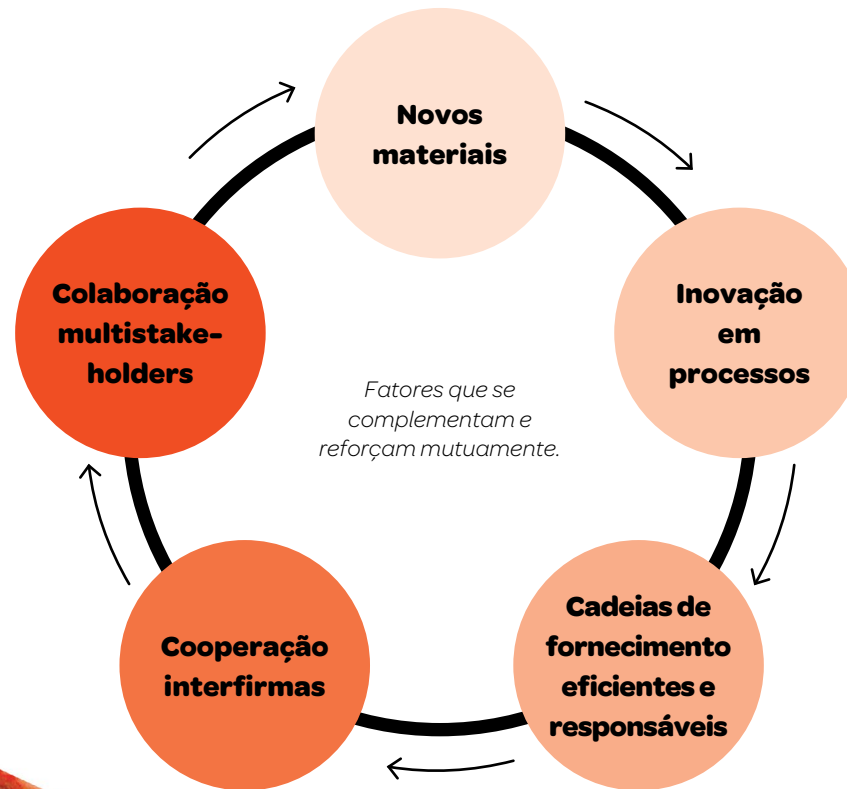 Novos
materiais
Inovação
em
processos
Cadeias de
fornecimento
eficientes e
responsáveis
Cooperação
interfirmas
Colaboração
multistake-
holders
Fatores que se
complementam e
reforçam mutuamente.